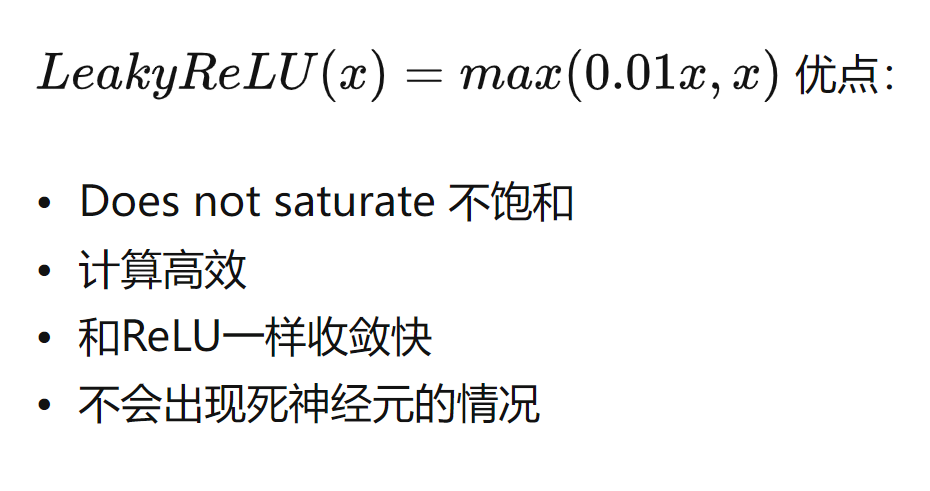 LeakyReLU(x) = max(0.01x, x) 优点：
• Does not saturate 不饱和
• 计算高效
• 和ReLU一样收敛快
• 不会出现死神经元的情况